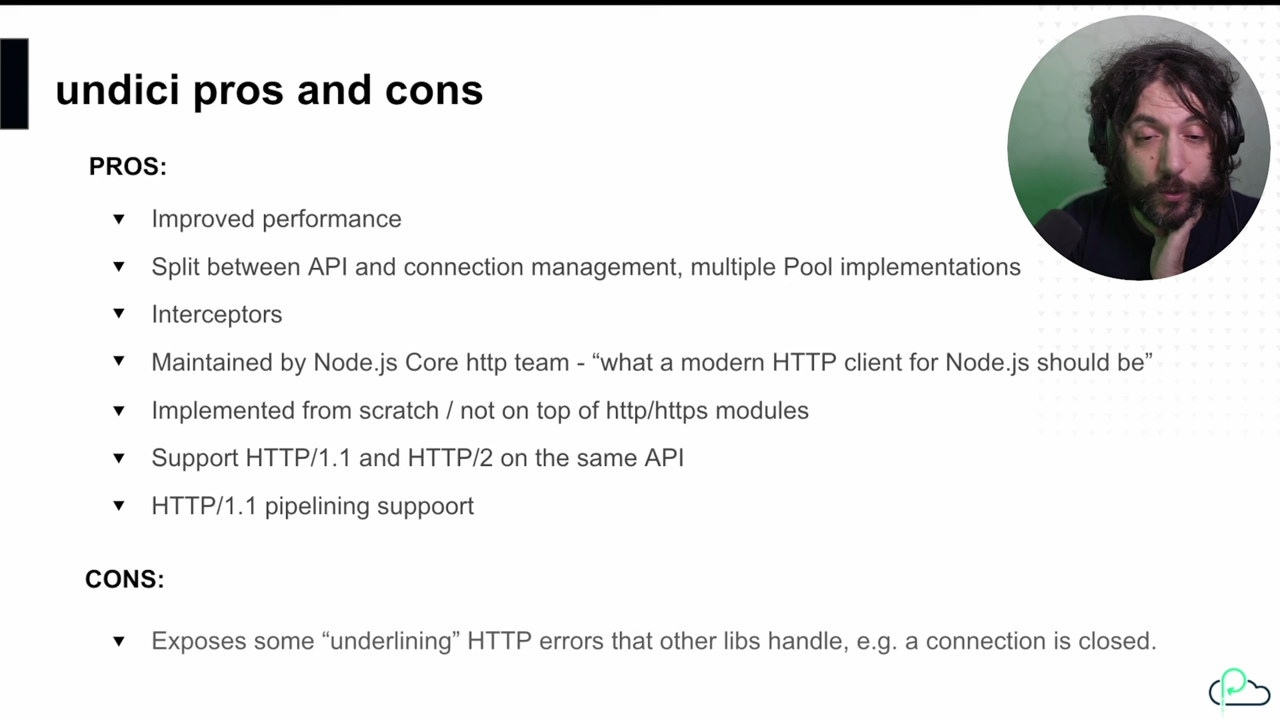 undici pros and cons
PROS:
Improved performance
Split between API and connection management, multiple Pool implementations
Interceptors
Maintained by Node.js Core http team - “what a modern HTTP client for Node.js should be”
Implemented from scratch / not on top of http/https modules
Support HTTP/1.1 and HTTP/2 on the same API
HTTP/1.1 pipelining suppoort
CONS:
Exposes some “underlining” HTTP errors that other libs handle, e.g. a connection is closed.